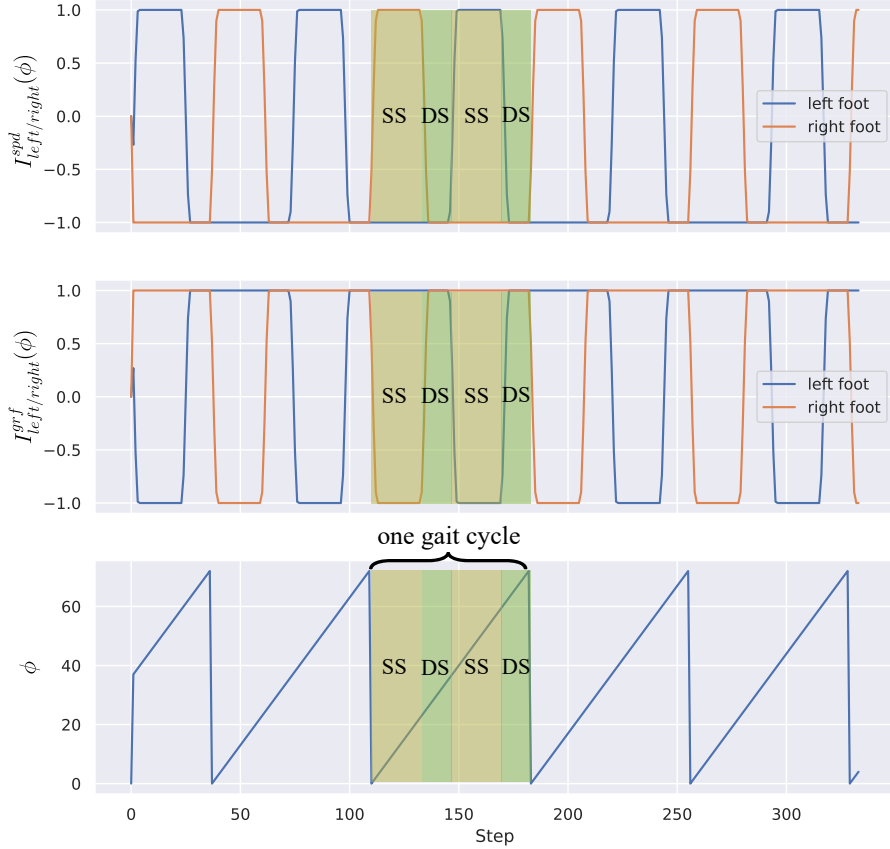 I^{spd}_{left/right}(ϕ)
1.0
0.5
0.0
−0.5
−1.0
SS DS SS DS
left foot
right foot
I^{grf}_{left/right}(ϕ)
1.0
0.5
0.0
−0.5
−1.0
SS DS SS DS
left foot
right foot
one gait cycle
ϕ
60
40
20
0
SS DS SS DS
0 50 100 150 200 250 300
Step